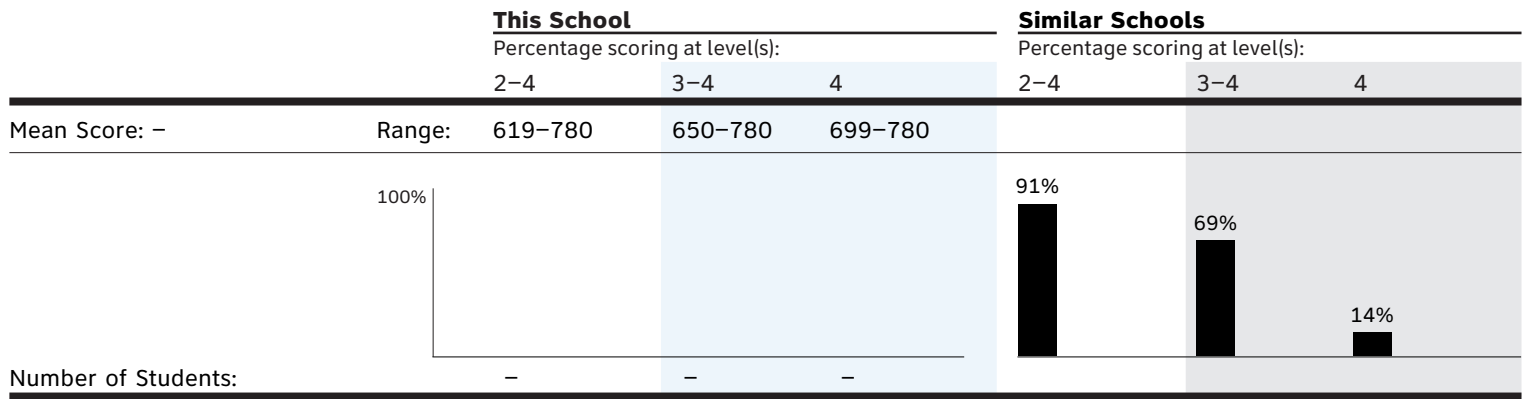 This School Similar Schools
Percentage scoring at level(s): Percentage scoring at level(s):
2–4 3–4 4 2–4 3–4 4
Mean Score: – Range: 619–780 650–780 699–780
100%
91%
69%
14%
Number of Students: – – –